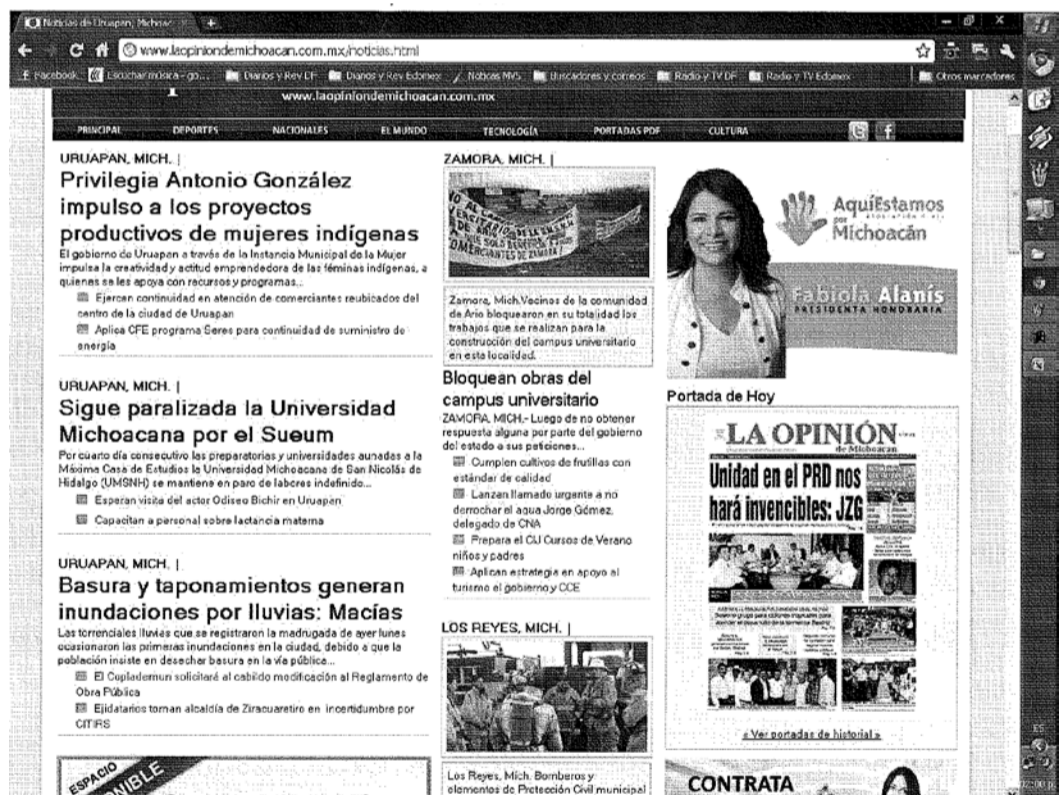 Noticias de Uruapan, Michoac
www.laopiniondemichoacan.com.mx/noticias.html
Facebook
Escuchar música - go...
Diarios y Rev DF
Diarios y Rev Edomex
Noticias MVS
Buscadores y correos
Radio y TV DF
Radio y TV Edomex
Otros marcadores
www.laopiniondemichoacan.com.mx
PRINCIPAL
DEPORTES
NACIONALES
EL MUNDO
TECNOLOGÍA
PORTADAS PDF
CULTURA
URUAPAN, MICH. |
Privilegia Antonio González
impulso a los proyectos
productivos de mujeres indígenas
El gobierno de Uruapan a través de la Instancia Municipal de la Mujer
impulsa la creatividad y actitud emprendedora de las féminas indígenas, a
quienes se les apoya con recursos y programas...
Ejercen continuidad en atención de comerciantes reubicados del
centro de la ciudad de Uruapan
Aplica CFE programa Seres para continuidad de suministro de
energía
URUAPAN, MICH. |
Sigue paralizada la Universidad
Michoacana por el Sueum
Por cuarto día consecutivo las preparatorias y universidades aunadas a la
Máxima Casa de Estudios la Universidad Michoacana de San Nicolás de
Hidalgo (UMSNH) se mantiene en paro de labores indefinido...
Esperan visita del actor Odiseo Bichir en Uruapan
Capacitan a personal sobre lactancia materna
URUAPAN, MICH. |
Basura y taponamientos generan
inundaciones por lluvias: Macías
Las torrenciales lluvias que se registraron la madrugada de ayer lunes
ocasionaron las primeras inundaciones en la ciudad, debido a que la
población insiste en desechar basura en la vía pública...
El Coplademun solicitará al cabildo modificación al Reglamento de
Obra Pública
Ejidatarios toman alcaldía de Ziracuaretiro en incertidumbre por
CITIRS
ESPACIO
ZAMORA, MICH. |
Zamora, Mich.Vecinos de la comunidad
de Ario bloquearon en su totalidad los
trabajos que se realizan para la
construcción del campus universitario
en esta localidad.
Bloquean obras del
campus universitario
ZAMORA, MICH.- Luego de no obtener
respuesta alguna por parte del gobierno
del estado a sus peticiones...
Cumplen cultivos de frutillas con
estándar de calidad
Lanzan llamado urgente a no
derrochar el agua Jorge Gómez,
delegado de CNA
Prepara el CIJ Cursos de Verano
niños y padres
Aplican estrategia en apoyo al
turismo el gobierno y CCE
LOS REYES, MICH. |
Los Reyes, Mich. Bomberos y
elementos de Protección Civil municipal
AquíEstamos
por
Michoacán
Fabiola Alanís
PRESIDENTA HONORARIA
Portada de Hoy
LA OPINIÓN
de Michoacan
Unidad en el PRD nos
hará invencibles: JZG
« Ver portadas de historial »
CONTRATA
ES